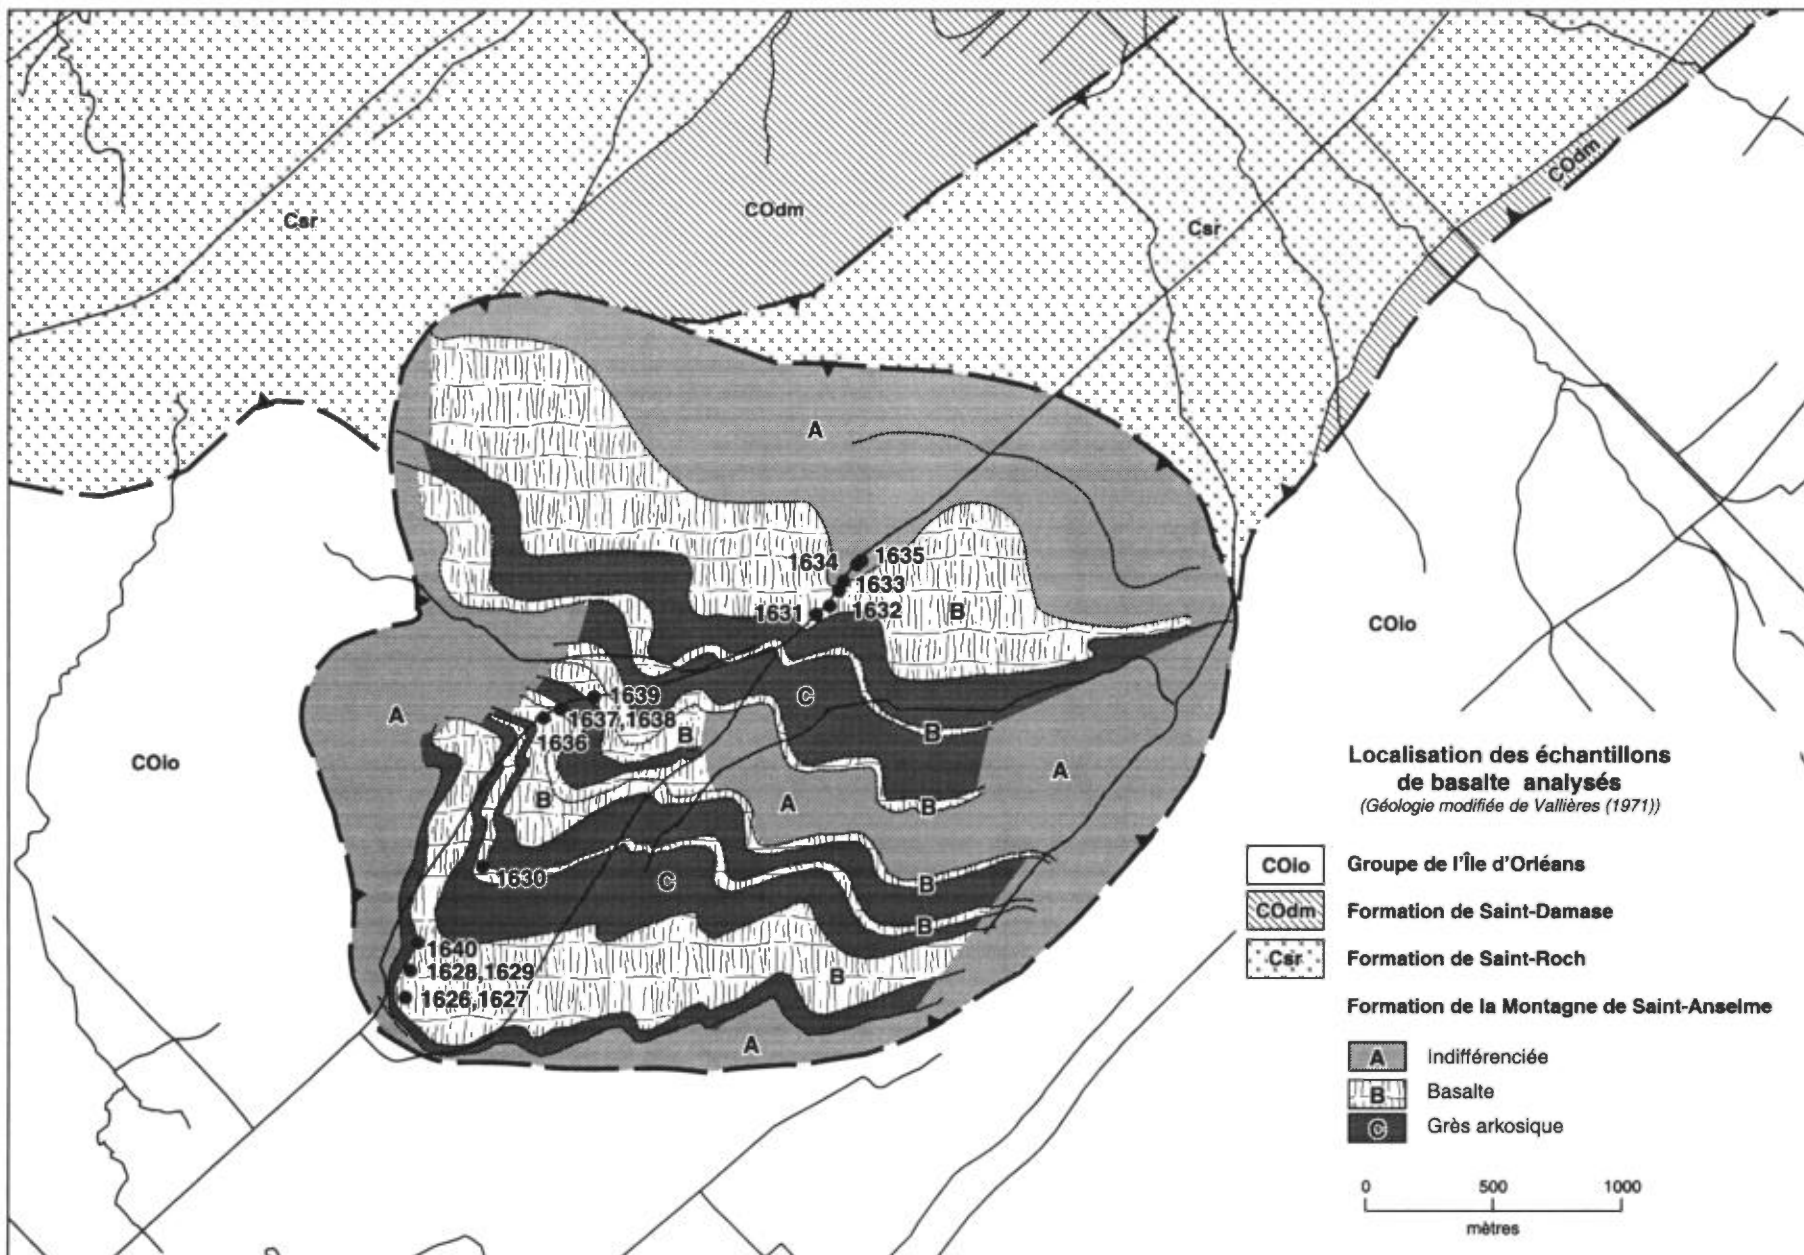 COdm
Csr
COdm
Csr
A
1634
1635
1633
1631
1632
B
COlo
1639
C
A
1637,1638
B
B
1636
COlo
A
B
A
B
1630
C
B
B
1640
1628,1629
B
1626,1627
A
Localisation des échantillons
de basalte analysés
(Géologie modifiée de Vallières (1971))
COlo Groupe de l'Île d'Orléans
COdm Formation de Saint-Damase
Csr Formation de Saint-Roch
Formation de la Montagne de Saint-Anselme
A Indifférenciée
B Basalte
C Grès arkosique
0 500 1000
mètres